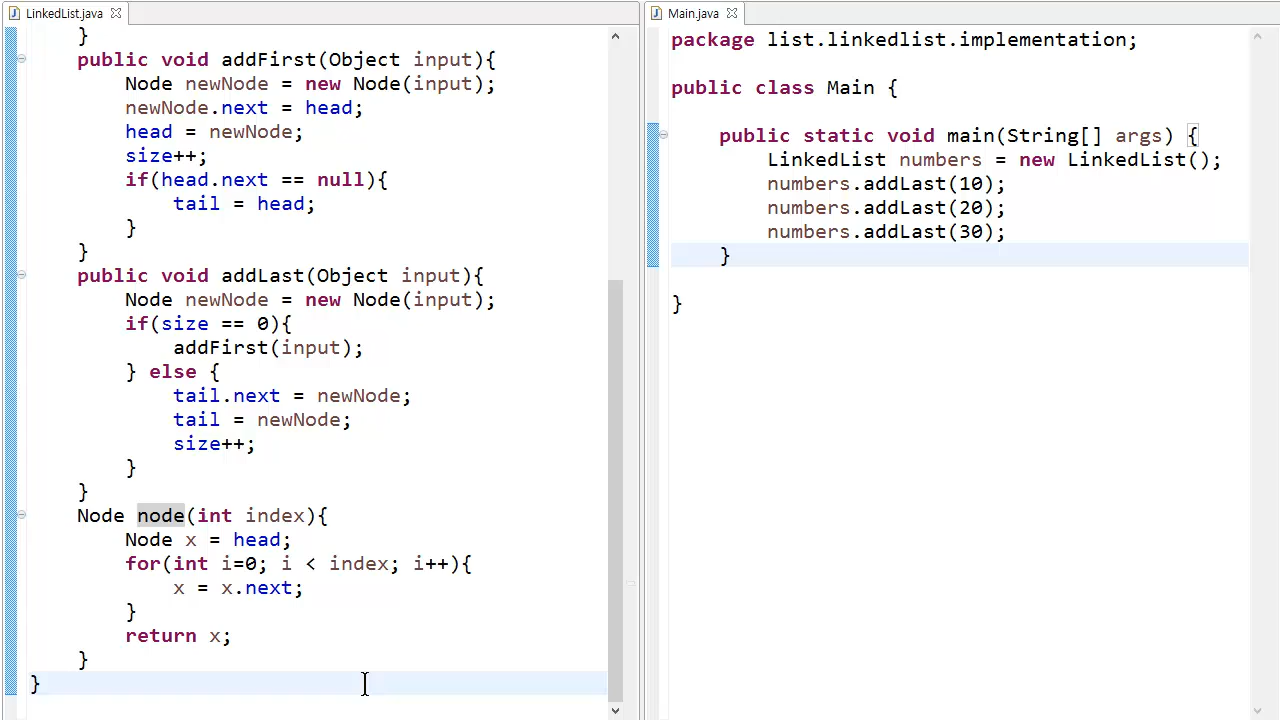 LinkedList.java
}
public void addFirst(Object input){
Node newNode = new Node(input);
newNode.next = head;
head = newNode;
size++;
if(head.next == null){
tail = head;
}
}
public void addLast(Object input){
Node newNode = new Node(input);
if(size == 0){
addFirst(input);
} else {
tail.next = newNode;
tail = newNode;
size++;
}
}
Node node(int index){
Node x = head;
for(int i=0; i < index; i++){
x = x.next;
}
return x;
}
}
Main.java
package list.linkedlist.implementation;
public class Main {
public static void main(String[] args) {
LinkedList numbers = new LinkedList();
numbers.addLast(10);
numbers.addLast(20);
numbers.addLast(30);
}
}